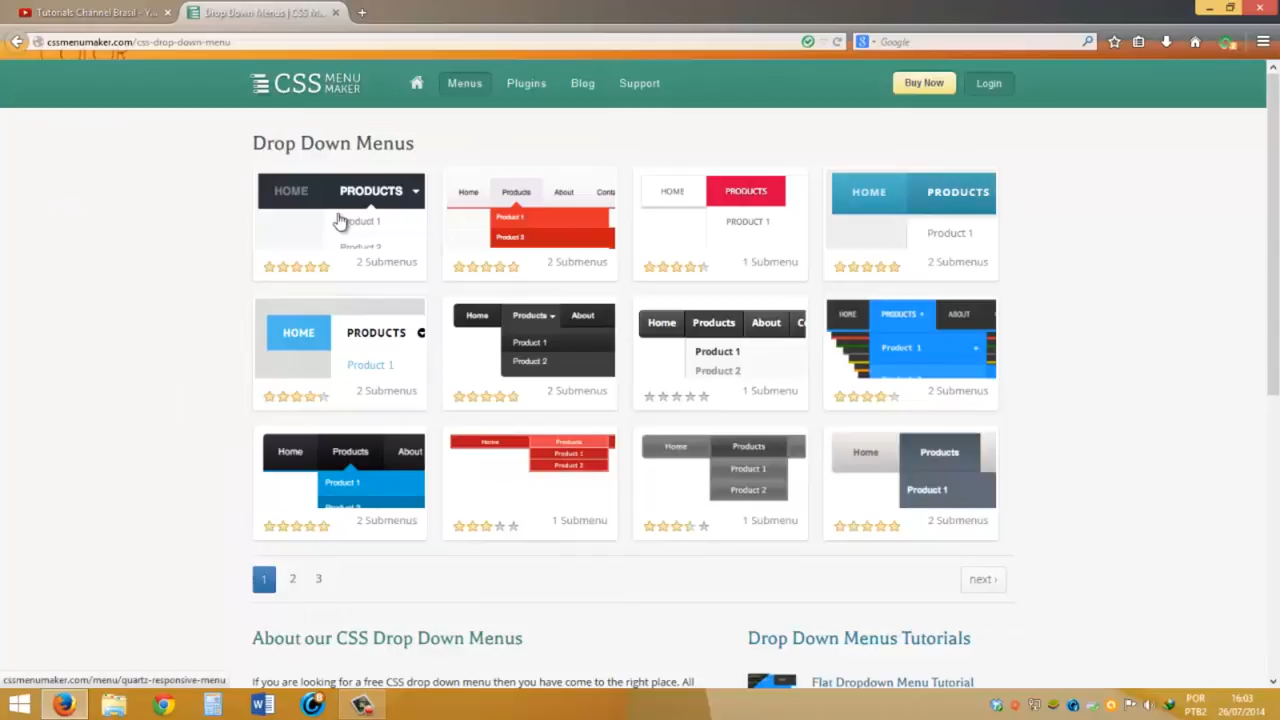 Tutorials Channel Brasil - Y...
Drop Down Menus | CSS M...
cssmenumaker.com/css-drop-down-menu
Google
CSS MENU MAKER
Menus
Plugins
Blog
Support
Buy Now
Login
Drop Down Menus
HOME PRODUCTS
Product 1
Product 2
2 Submenus
Home Products About Conta
Product 1
Product 2
2 Submenus
HOME PRODUCTS
PRODUCT 1
1 Submenu
HOME PRODUCTS
Product 1
2 Submenus
HOME PRODUCTS
Product 1
2 Submenus
Home Products About
Product 1
Product 2
2 Submenus
Home Products About C
Product 1
Product 2
1 Submenu
HOME PRODUCTS ABOUT
Product 1
2 Submenus
Home Products About
Product 1
2 Submenus
Home Products
Product 1
Product 2
1 Submenu
Home Products
Product 1
Product 2
1 Submenu
Home Products
Product 1
2 Submenus
1 2 3 next ›
About our CSS Drop Down Menus
Drop Down Menus Tutorials
If you are looking for a free CSS drop down menu then you have come to the right place. All
Flat Dropdown Menu Tutorial
cssmenumaker.com/menu/quartz-responsive-menu
POR
PTB2
16:03
26/07/2014